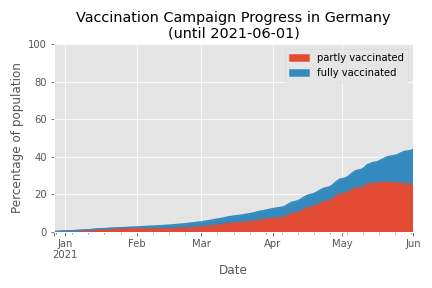 Vaccination Campaign Progress in Germany
(until 2021-06-01)
Percentage of population
100
80
60
40
20
0
partly vaccinated
fully vaccinated
Jan Feb Mar Apr May Jun
2021
Date